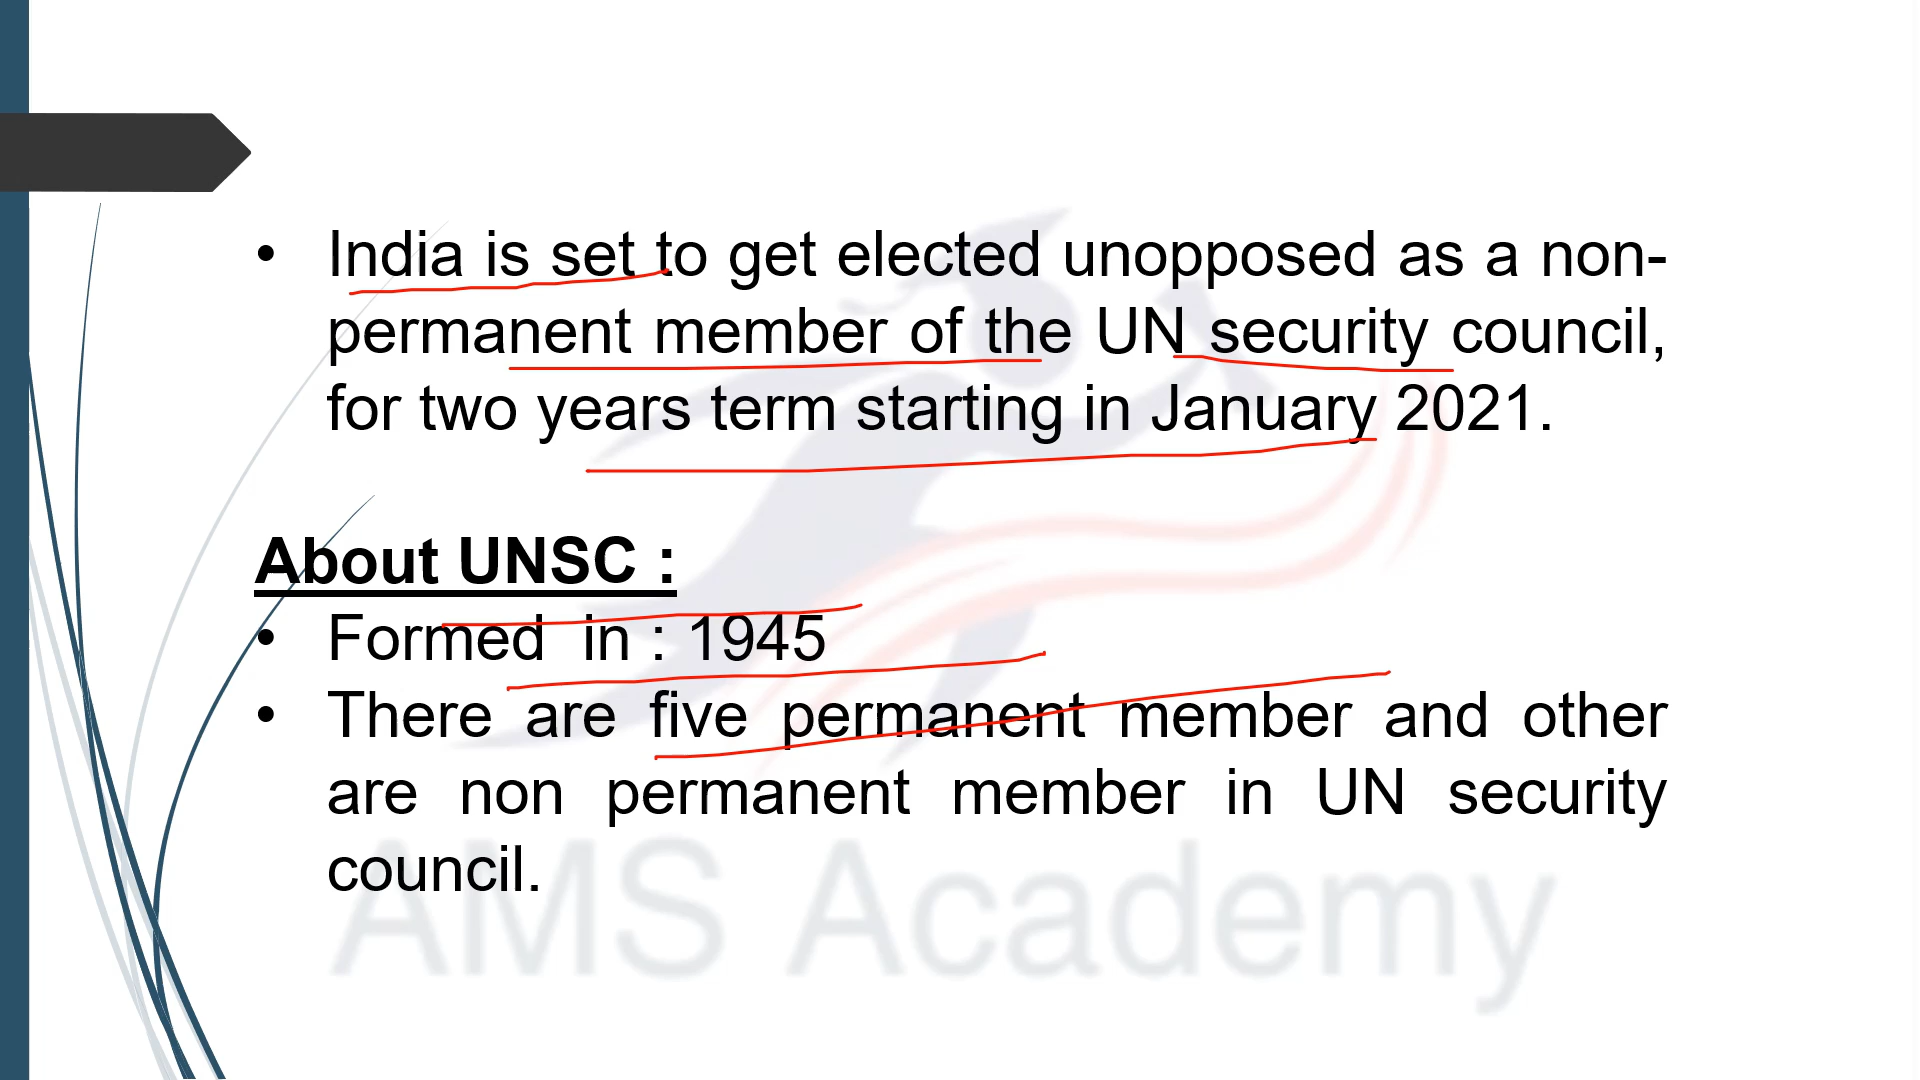 • India is set to get elected unopposed as a non-
permanent member of the UN security council,
for two years term starting in January 2021.
About UNSC :
• Formed in : 1945
• There are five permanent member and other
are non permanent member in UN security
council.
AMS Academy